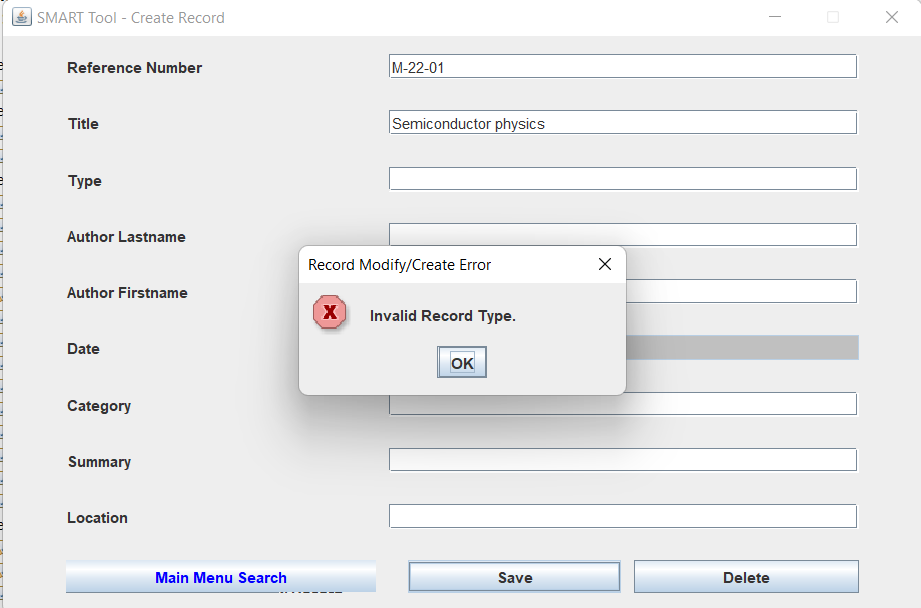 SMART Tool - Create Record
Reference Number
M-22-01
Title
Semiconductor physics
Type
Author Lastname
Record Modify/Create Error
Author Firstname
Invalid Record Type.
Date
OK
Category
Summary
Location
Main Menu Search
Save
Delete